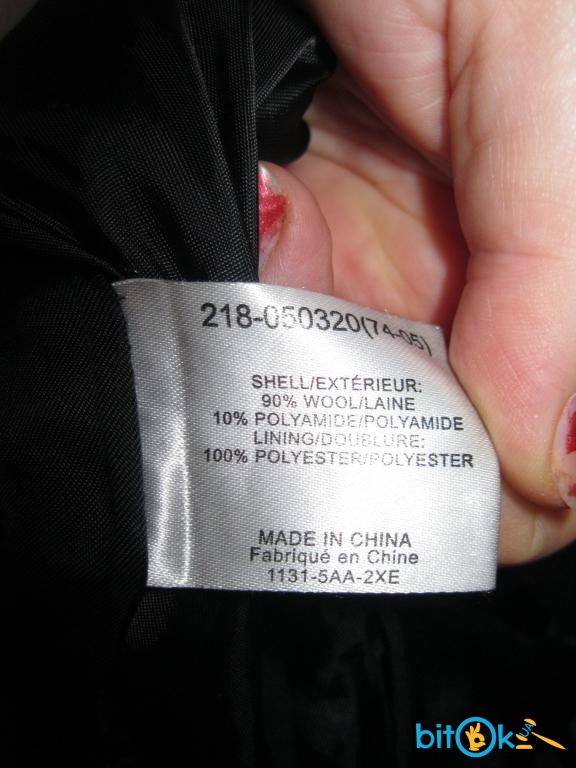 218-050320(74-05)
SHELL/EXTÉRIEUR:
90% WOOL/LAINE
10% POLYAMIDE/POLYAMIDE
LINING/DOUBLURE:
100% POLYESTER/POLYESTER
MADE IN CHINA
Fabriqué en Chine
1131-5AA-2XE
bitOk
UA